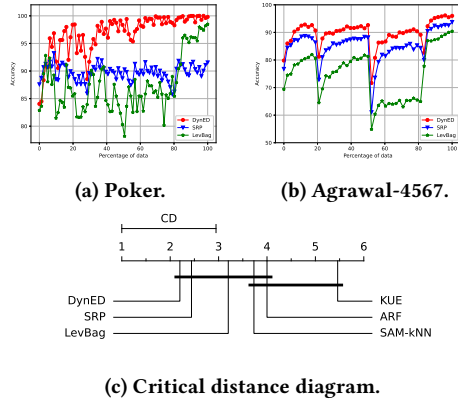 100
95
90
85
80
Accuracy
DynED
SRP
LevBag
0 20 40 60 80 100
Percentage of data
(a) Poker.
100
90
80
70
60
50
Accuracy
DynED
SRP
LevBag
0 20 40 60 80 100
Percentage of data
(b) Agrawal-4567.
CD
1 2 3 4 5 6
DynED
SRP
LevBag
KUE
ARF
SAM-kNN
(c) Critical distance diagram.